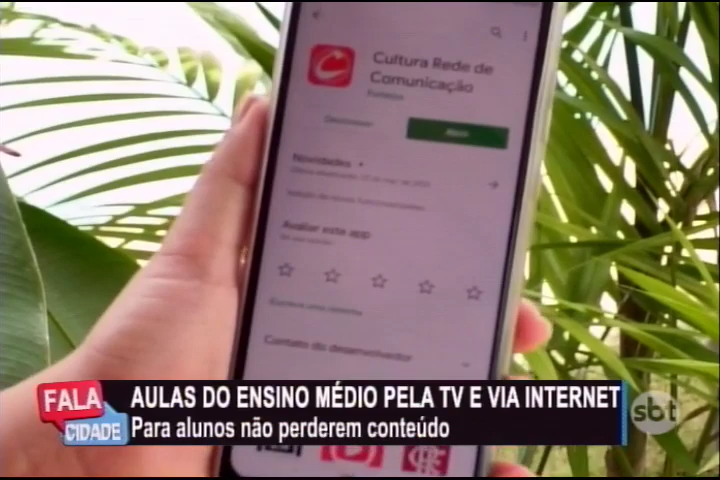 Cultura Rede de
Comunicação
Abrir
Novidades
Avaliar este app
Contato do desenvolvedor
FALA
CIDADE
AULAS DO ENSINO MÉDIO PELA TV E VIA INTERNET
Para alunos não perderem conteúdo
sbt